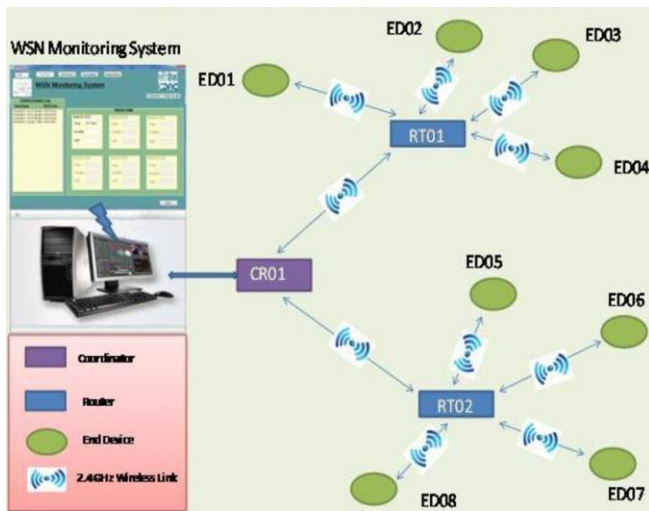 WSN Monitoring System
WSN Monitoring System
ED01
ED02
ED03
ED04
RT01
CR01
ED05
ED06
RT02
ED07
ED08
Coordinator
Router
End Device
2.4GHz Wireless Link